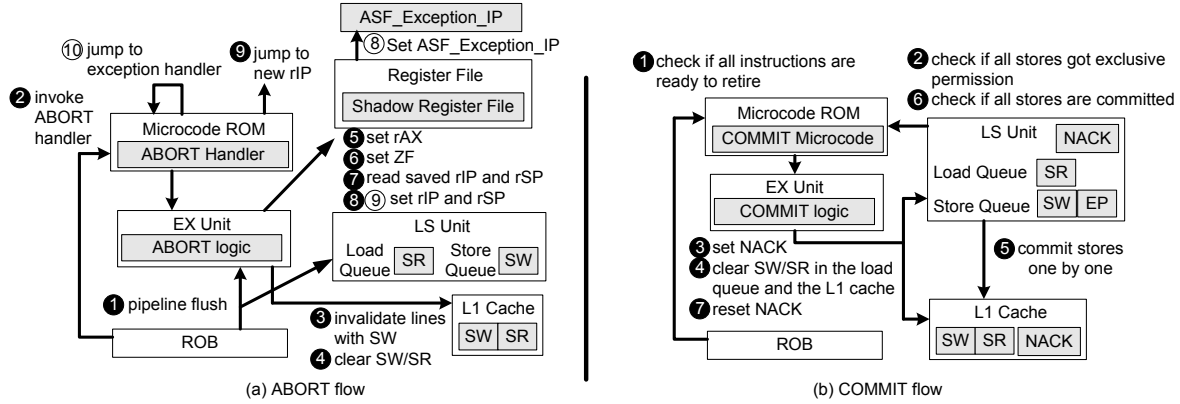 ASF_Exception_IP
⑧ Set ASF_Exception_IP
⑩ jump to
exception handler
❾ jump to
new rIP
Register File
Shadow Register File
❷ invoke
ABORT
handler
Microcode ROM
ABORT Handler
❺ set rAX
❻ set ZF
❼ read saved rIP and rSP
❽⑨ set rIP and rSP
EX Unit
ABORT logic
LS Unit
Load
Queue
SR
Store
Queue
SW
❶ pipeline flush
❸ invalidate lines
with SW
❹ clear SW/SR
L1 Cache
SW SR
ROB
(a) ABORT flow
❶ check if all instructions are
ready to retire
❷ check if all stores got exclusive
permission
❻ check if all stores are committed
Microcode ROM
COMMIT Microcode
LS Unit
NACK
Load Queue SR
Store Queue SW EP
EX Unit
COMMIT logic
❸ set NACK
❹ clear SW/SR in the load
queue and the L1 cache
❼ reset NACK
❺ commit stores
one by one
L1 Cache
SW SR NACK
ROB
(b) COMMIT flow